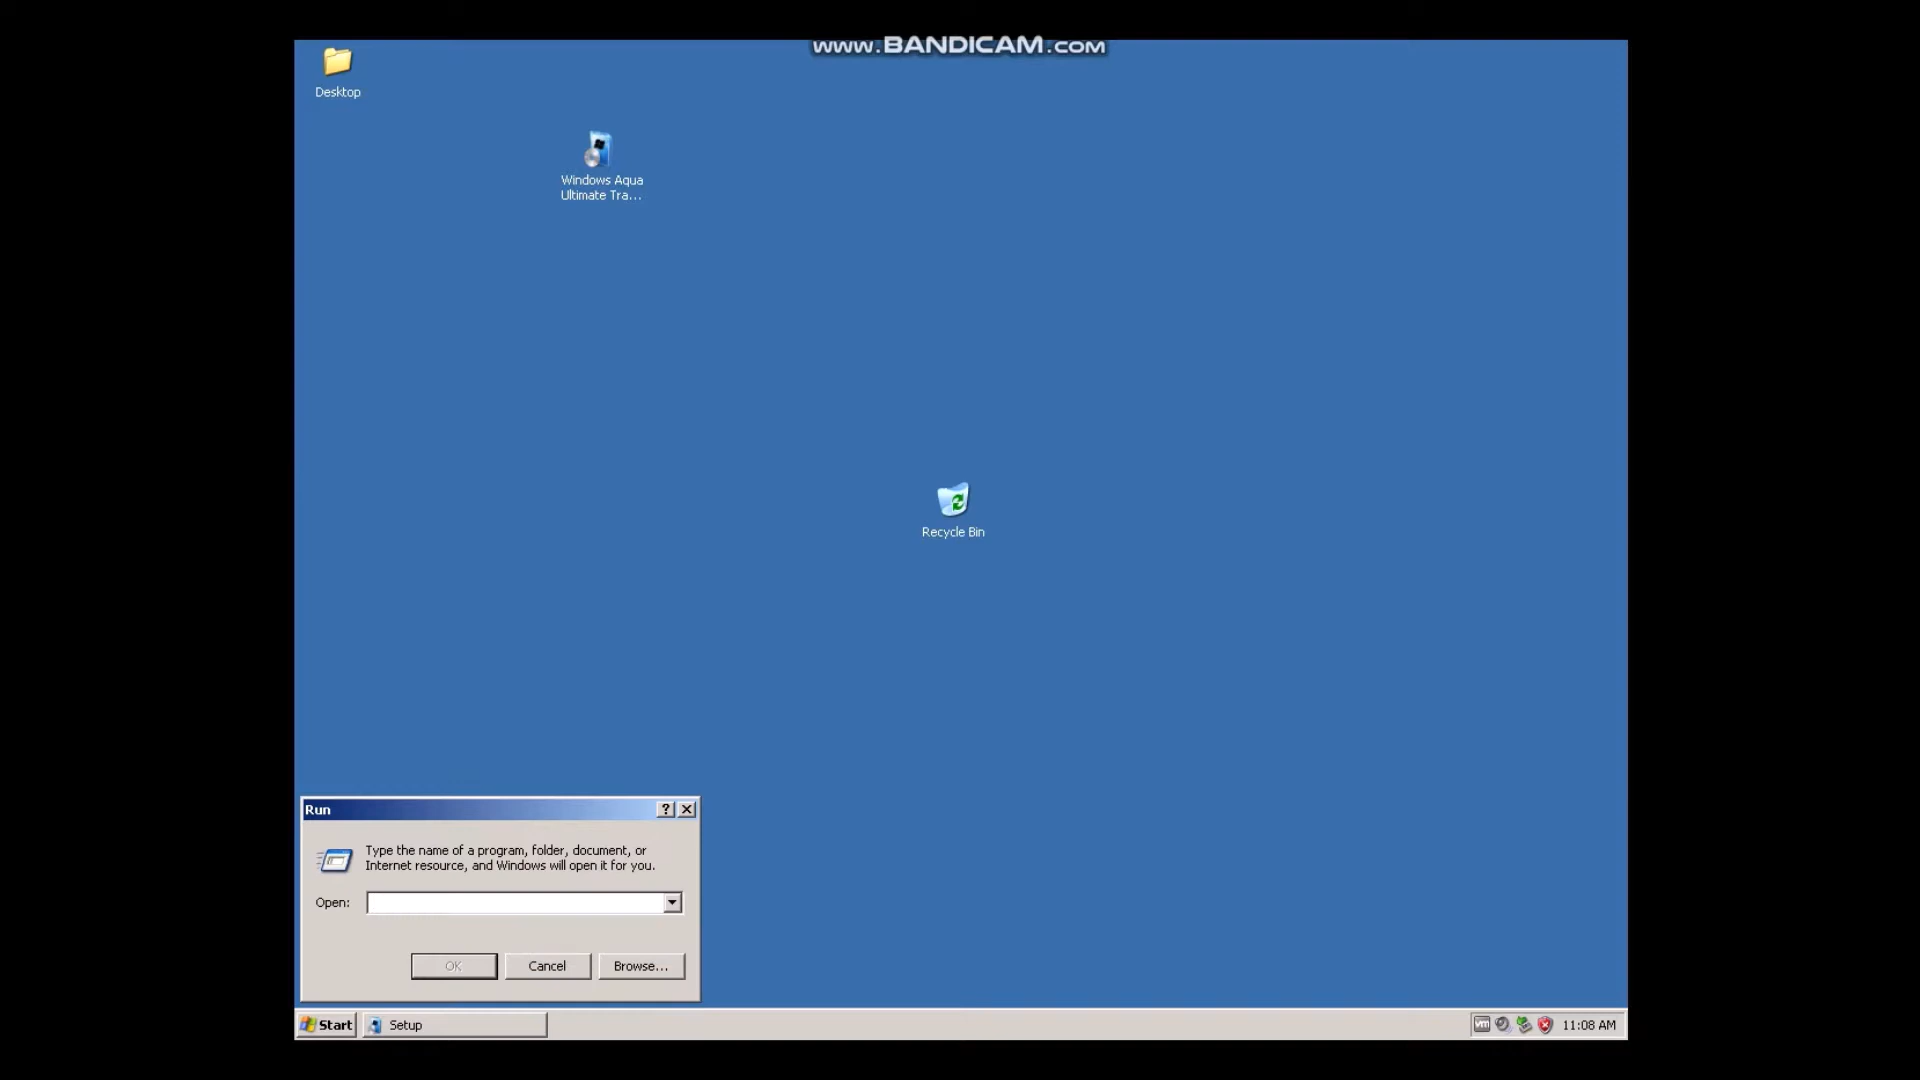 www.BANDICAM.com
Desktop
Windows Aqua
Ultimate Tra...
Recycle Bin
Run
Type the name of a program, folder, document, or
Internet resource, and Windows will open it for you.
Open:
OK
Cancel
Browse...
Start
Setup
vm
11:08 AM